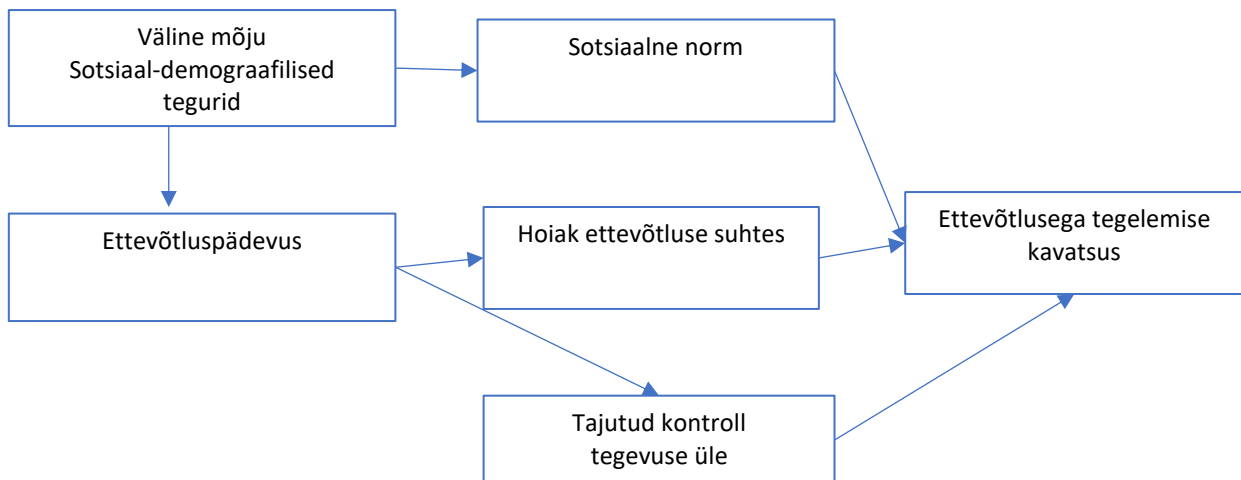 Väline mõju
Sotsiaal-demograafilised
tegurid
Sotsiaalne norm
Ettevõtluspädevus
Hoiak ettevõtluse suhtes
Ettevõtlusega tegelemise
kavatsus
Tajutud kontroll
tegevuse üle